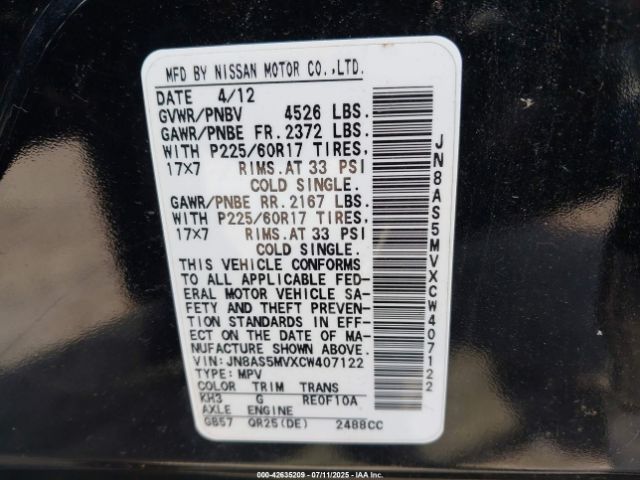 MFD BY NISSAN MOTOR CO.,LTD.
DATE 4/12
GVWR/PNBV 4526 LBS.
GAWR/PNBE FR.2372 LBS.
WITH P225/60R17 TIRES,
17×7 RIMS.AT 33 PSI
COLD SINGLE.
GAWR/PNBE RR.2167 LBS.
WITH P225/60R17 TIRES,
17×7 RIMS.AT 33 PSI
COLD SINGLE.
THIS VEHICLE CONFORMS
TO ALL APPLICABLE FED-
ERAL MOTOR VEHICLE SA-
FETY AND THEFT PREVEN-
TION STANDARDS IN EFF-
ECT ON THE DATE OF MA-
NUFACTURE SHOWN ABOVE.
VIN:JN8AS5MVXCW407122
TYPE:MPV
COLOR TRIM TRANS
KH3 G RE0F10A
AXLE ENGINE
GB57 QR25(DE) 2488CC
JN8AS5MVXCW407122
000-42635209 - 07/11/2025 - IAAI.COM